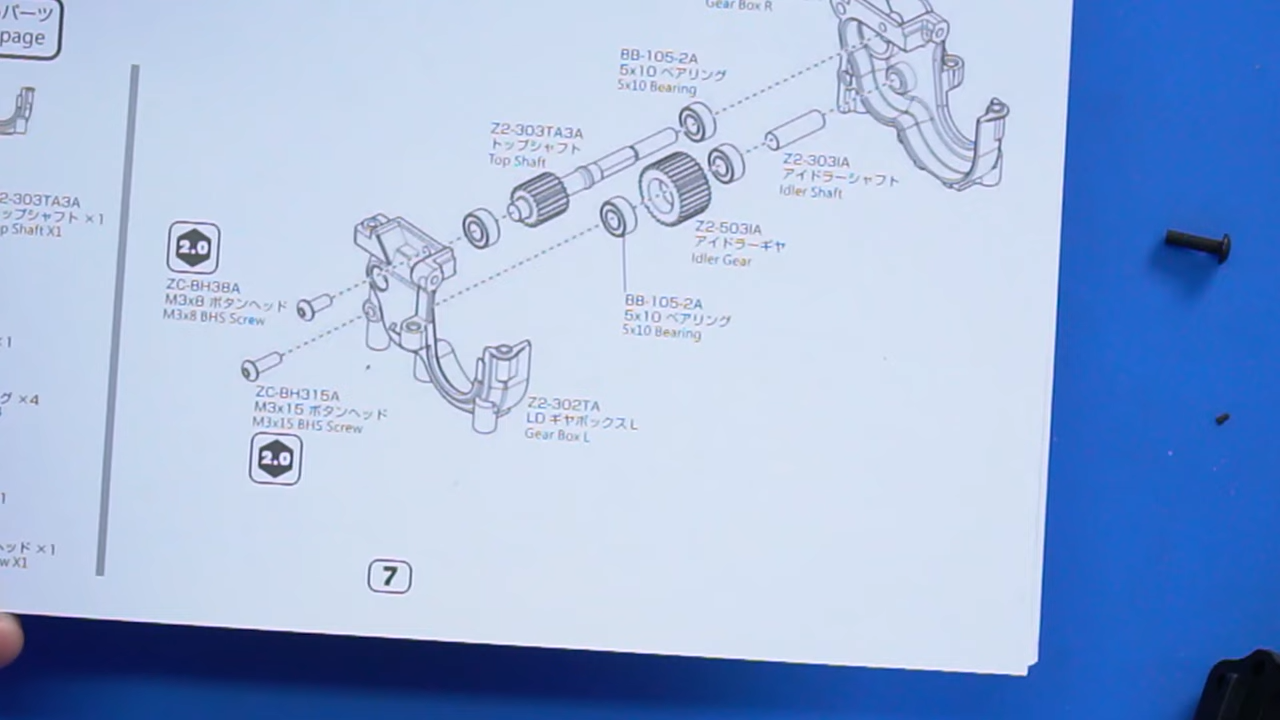 パーツ
page
Gear Box R
BB-105-2A
5x10 ベアリング
5x10 Bearing
Z2-303TA3A
トップシャフト
Top Shaft
Z2-303IA
アイドラーシャフト
Idler Shaft
2-303TA3A
ップシャフト ×1
p Shaft X1
2.0
ZC-BH38A
M3x8 ボタンヘッド
M3x8 BHS Screw
Z2-503IA
アイドラーギヤ
Idler Gear
BB-105-2A
5x10 ベアリング
5x10 Bearing
×1
グ ×4
ZC-BH315A
M3x15 ボタンヘッド
M3x15 BHS Screw
2.0
Z2-302TA
LD ギヤボックス L
Gear Box L
ヘッド ×1
w X1
7